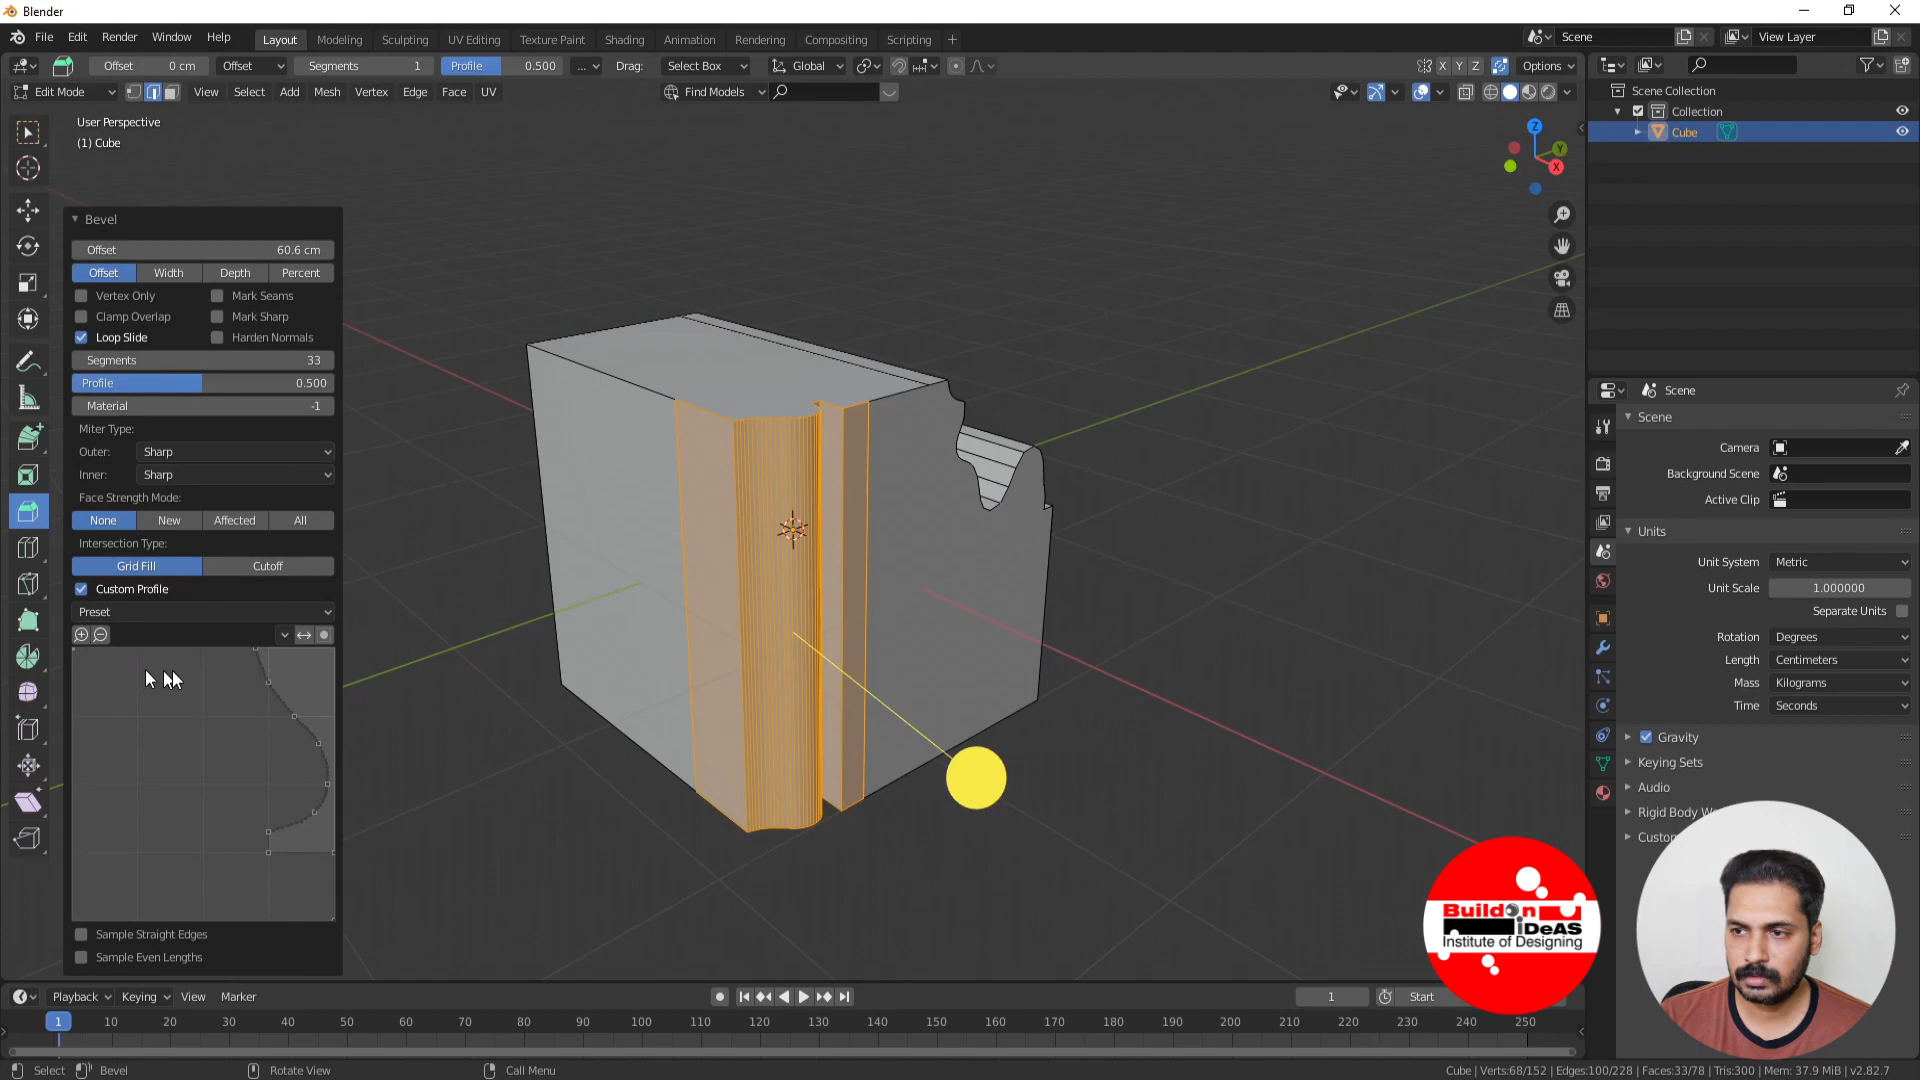 Blender
File Edit Render Window Help Layout Modeling Sculpting UV Editing Texture Paint Shading Animation Rendering Compositing Scripting + Scene View Layer
Offset 0 cm Offset Segments 1 Profile 0.500 ... Drag: Select Box Global X Y Z Options
Edit Mode View Select Add Mesh Vertex Edge Face UV Find Models
User Perspective
(1) Cube
Z
Y
X
Scene Collection
Collection
Cube
Bevel
Offset 60.6 cm
Offset Width Depth Percent
Vertex Only Mark Seams
Clamp Overlap Mark Sharp
Loop Slide Harden Normals
Segments 33
Profile 0.500
Material -1
Miter Type:
Outer: Sharp
Inner: Sharp
Face Strength Mode:
None New Affected All
Intersection Type:
Grid Fill Cutoff
Custom Profile
Preset
Sample Straight Edges
Sample Even Lengths
Scene
Scene
Camera
Background Scene
Active Clip
Units
Unit System Metric
Unit Scale 1.000000
Separate Units
Rotation Degrees
Length Centimeters
Mass Kilograms
Time Seconds
Gravity
Keying Sets
Audio
Rigid Body W
Custo
Build on
iDeAS
Institute of Designing
Playback Keying View Marker 1 Start
1 10 20 30 40 50 60 70 80 90 100 110 120 130 140 150 160 170 180 190 200 210 220 230 240 250
Select Bevel Rotate View Call Menu Cube | Verts:68/152 | Edges:100/228 | Faces:33/78 | Tris:300 | Mem: 37.9 MiB | v2.82.7